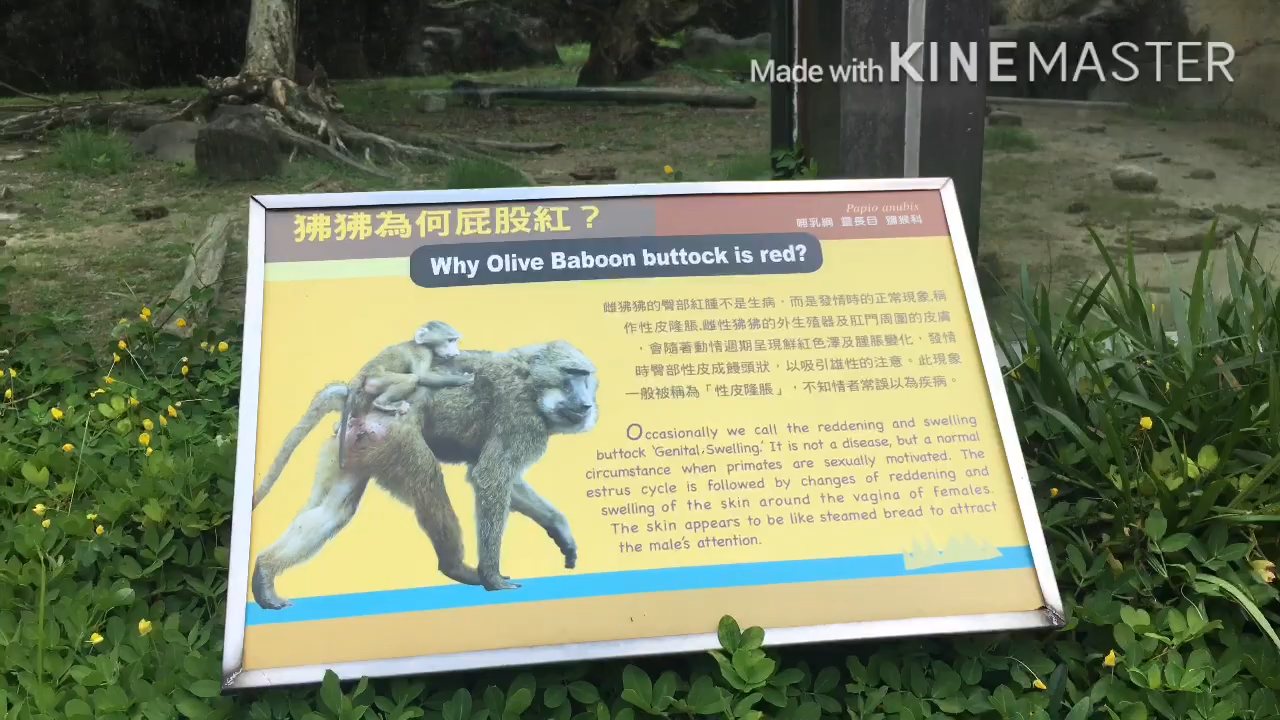 Made with KINEMASTER
狒狒為何屁股紅？
Papio anubis
哺乳綱 靈長目 獼猴科
Why Olive Baboon buttock is red?
雌狒狒的臀部紅腫不是生病，而是發情時的正常現象,稱
作性皮隆脹.雌性狒狒的外生殖器及肛門周圍的皮膚
，會隨著動情週期呈現鮮紅色澤及腫脹變化，發情
時臀部性皮成饅頭狀，以吸引雄性的注意。此現象
一般被稱為「性皮隆脹」，不知情者常誤以為疾病。
Occasionally we call the reddening and swelling
buttock 'Genital Swelling.' It is not a disease, but a normal
circumstance when primates are sexually motivated. The
estrus cycle is followed by changes of reddening and
swelling of the skin around the vagina of females.
The skin appears to be like steamed bread to attract
the male's attention.